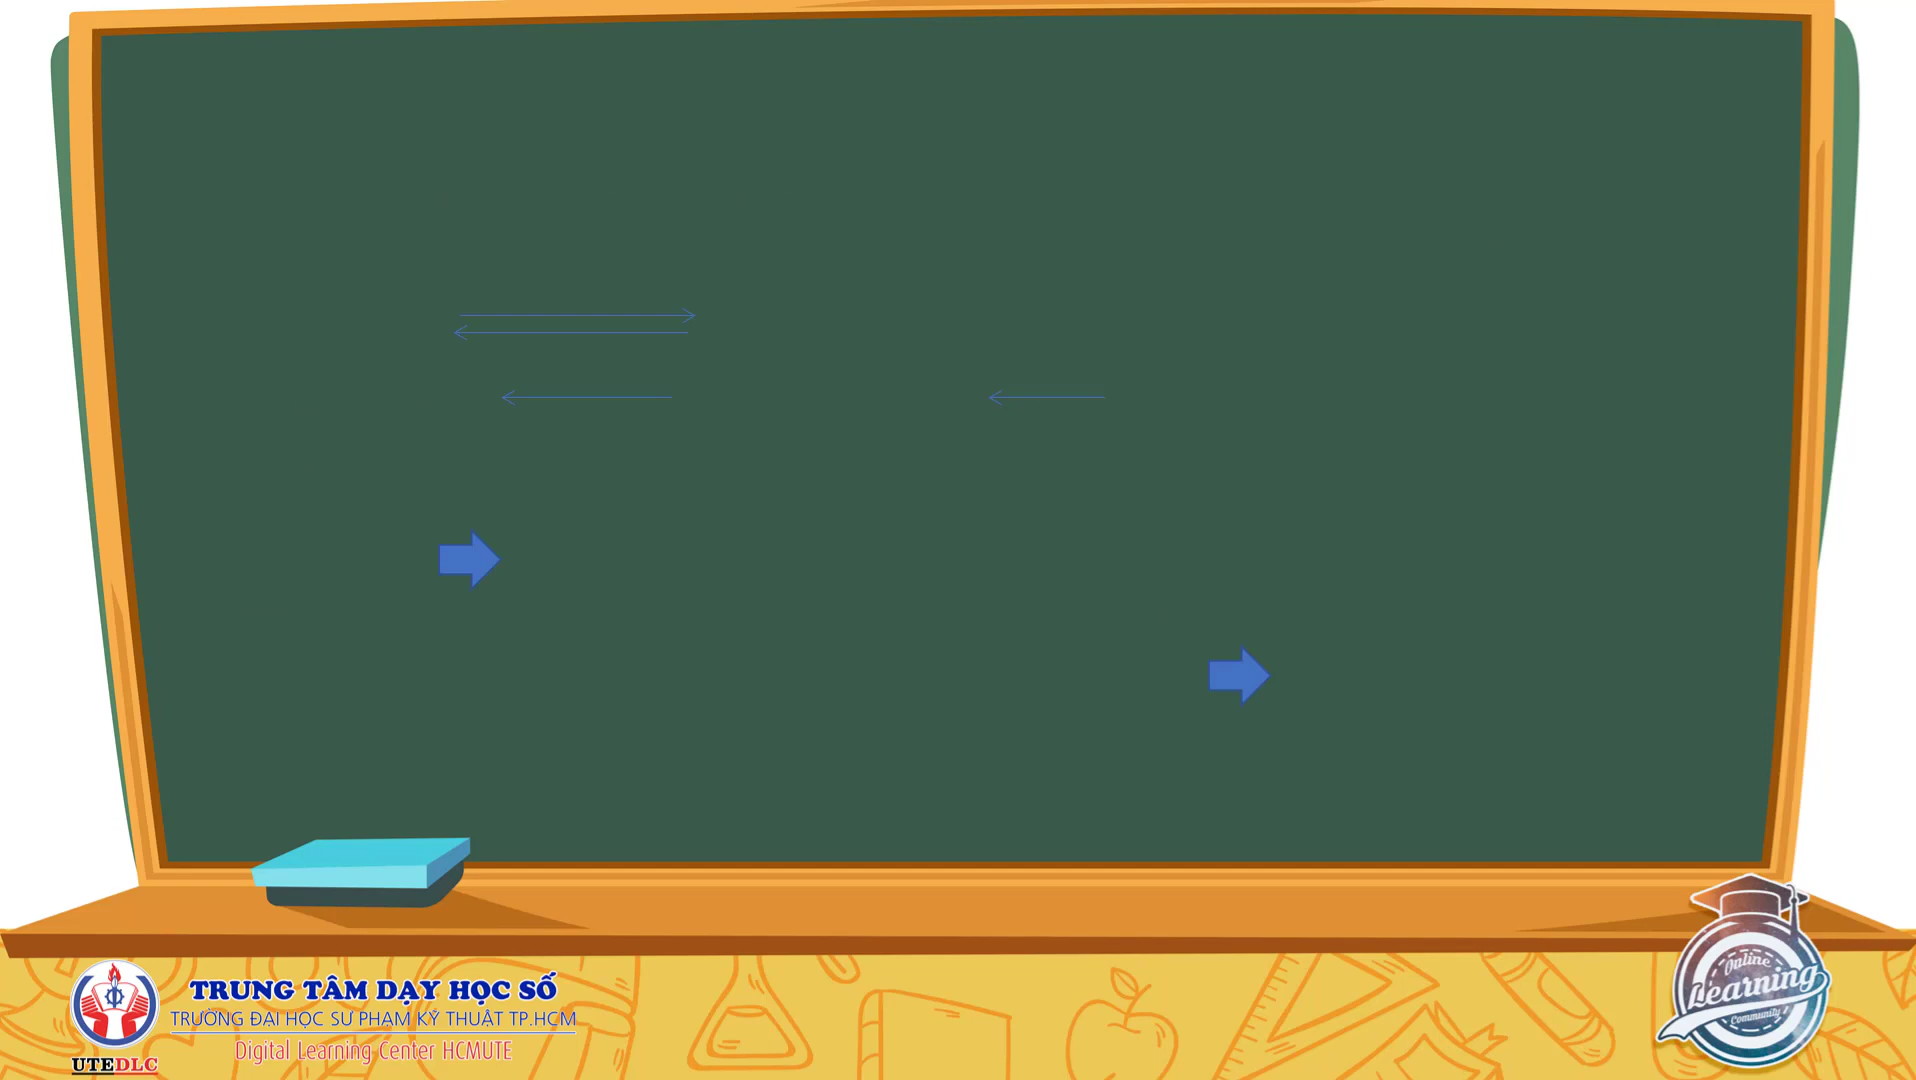 TRUNG TÂM DẠY HỌC SỐ
TRƯỜNG ĐẠI HỌC SƯ PHẠM KỸ THUẬT TP.HCM
Digital Learning Center HCMUTE
UTEDLC
Online
Learning
Community